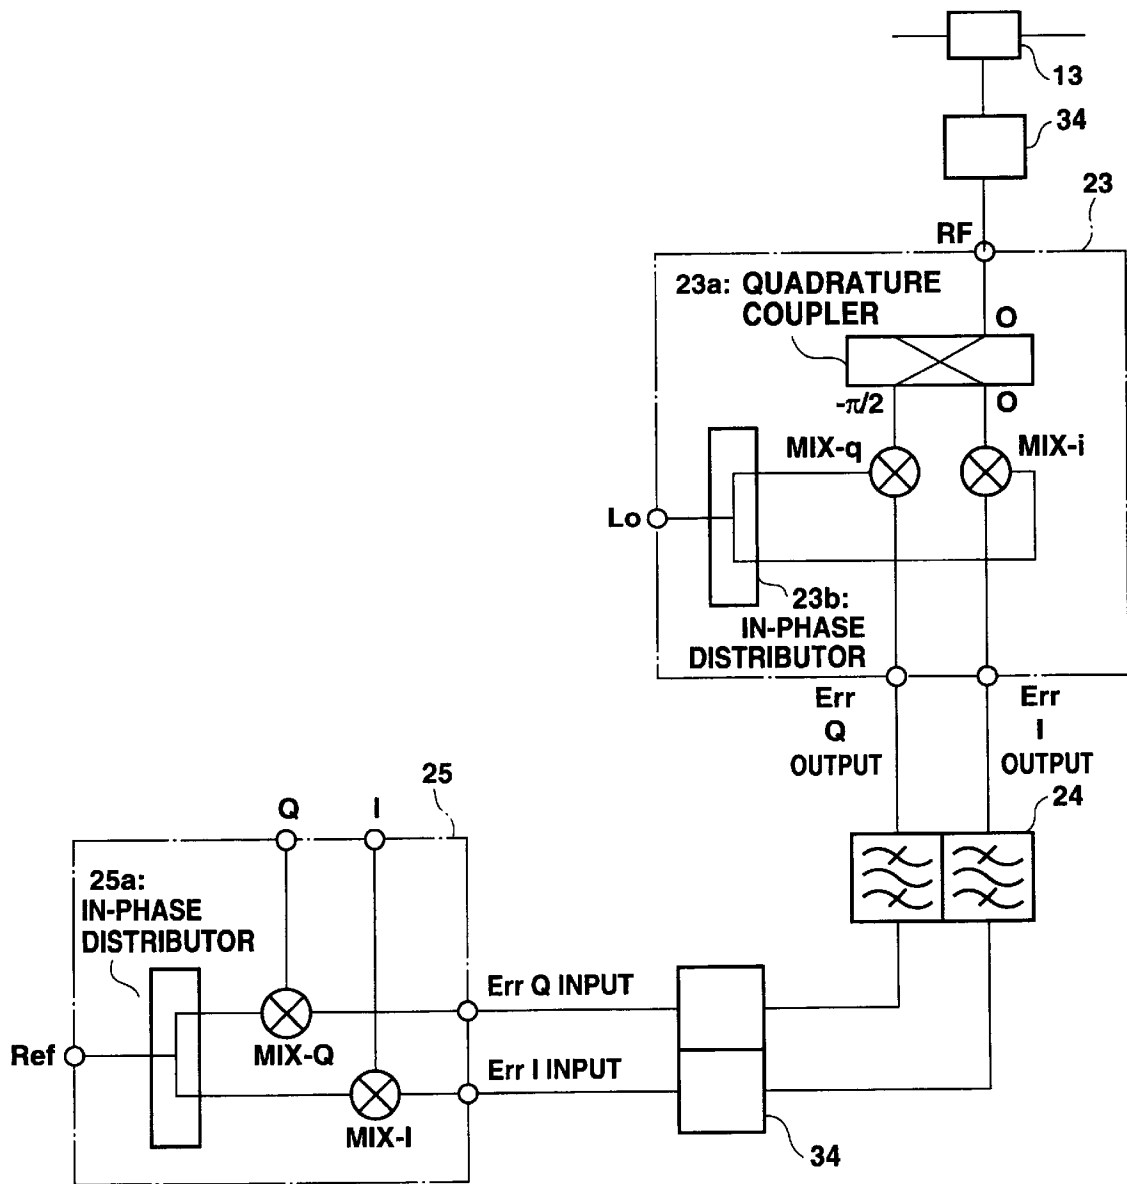 13
34
23
RF
23a: QUADRATURE
COUPLER
O
-π/2
O
MIX-q
MIX-i
Lo
23b:
IN-PHASE
DISTRIBUTOR
Err
Q
OUTPUT
Err
I
OUTPUT
24
25
Q
I
25a:
IN-PHASE
DISTRIBUTOR
Err Q INPUT
Ref
MIX-Q
Err I INPUT
MIX-I
34